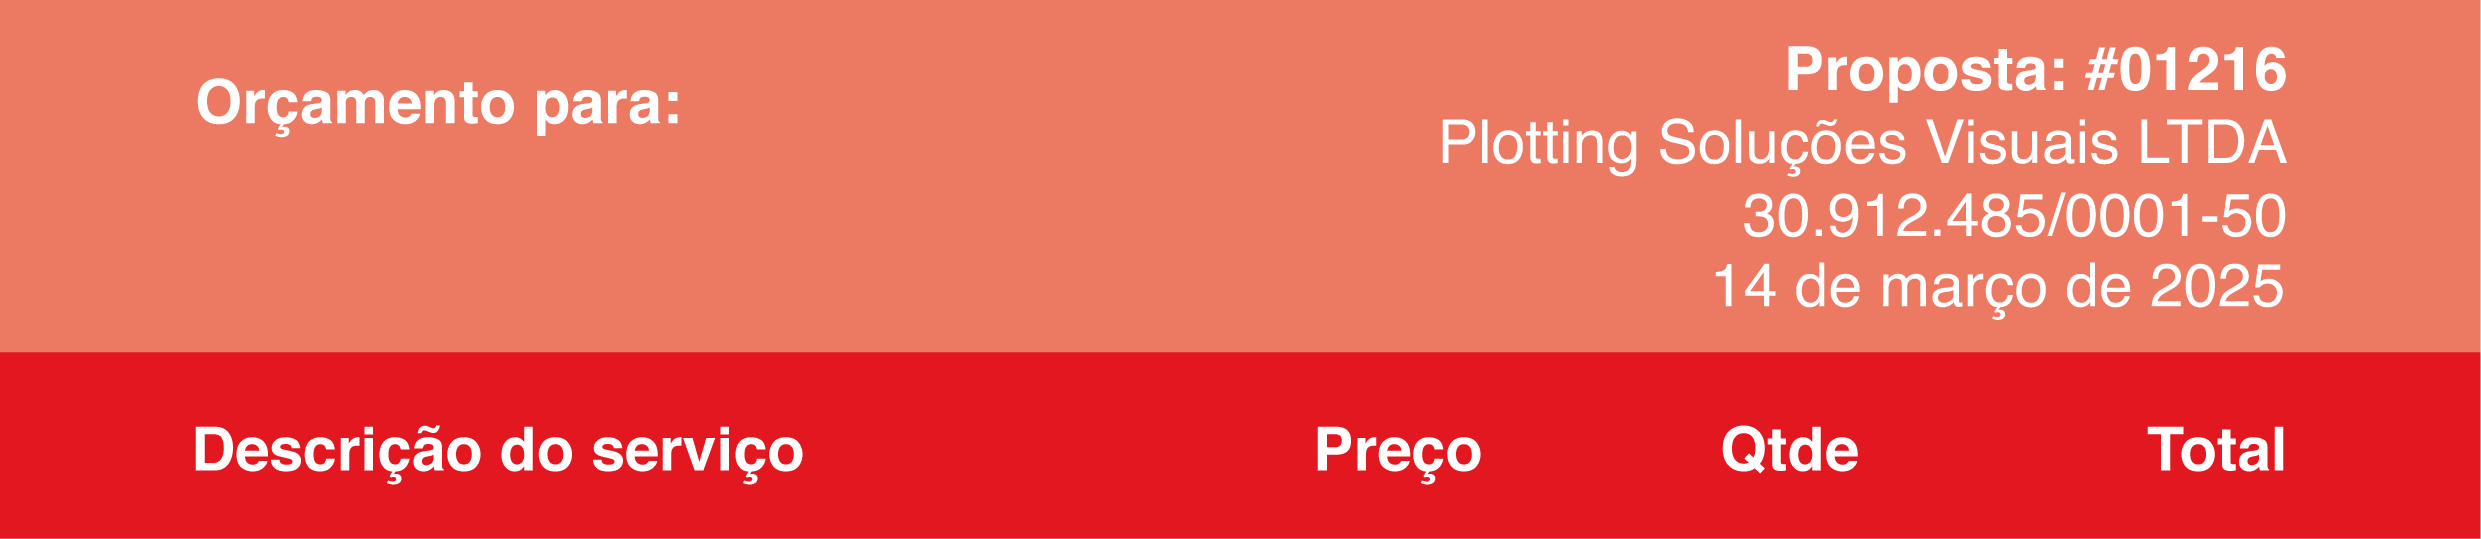 Orçamento para:
Proposta: #01216
Plotting Soluções Visuais LTDA
30.912.485/0001-50
14 de março de 2025
Descrição do serviço Preço Qtde Total